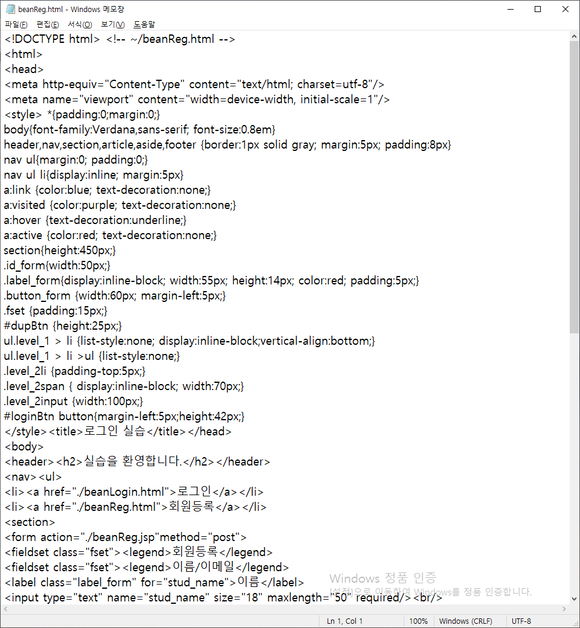 beanReg.html - Windows 메모장
파일(F) 편집(E) 서식(O) 보기(V) 도움말
<!DOCTYPE html> <!-- ~/beanReg.html -->
<html>
<head>
<meta http-equiv="Content-Type" content="text/html; charset=utf-8"/>
<meta name="viewport" content="width=device-width, initial-scale=1"/>
<style> *{padding:0;margin:0;}
body{font-family:Verdana,sans-serif; font-size:0.8em}
header,nav,section,article,aside,footer {border:1px solid gray; margin:5px; padding:8px}
nav ul{margin:0; padding:0;}
nav ul li{display:inline; margin:5px}
a:link {color:blue; text-decoration:none;}
a:visited {color:purple; text-decoration:none;}
a:hover {text-decoration:underline;}
a:active {color:red; text-decoration:none;}
section{height:450px;}
.id_form{width:50px;}
.label_form{display:inline-block; width:55px; height:14px; color:red; padding:5px;}
.button_form {width:60px; margin-left:5px;}
.fset {padding:15px;}
#dupBtn {height:25px;}
ul.level_1 > li {list-style:none; display:inline-block;vertical-align:bottom;}
ul.level_1 > li >ul {list-style:none;}
.level_2li {padding-top:5px;}
.level_2span { display:inline-block; width:70px;}
.level_2input {width:100px;}
#loginBtn button{margin-left:5px;height:42px;}
</style><title>로그인 실습</title></head>
<body>
<header><h2>실습을 환영합니다.</h2></header>
<nav><ul>
<li><a href="./beanLogin.html">로그인</a></li>
<li><a href="./beanReg.html">회원등록</a></li>
<section>
<form action="./beanReg.jsp"method="post">
<fieldset class="fset"><legend>회원등록</legend>
<fieldset class="fset"><legend>이름/이메일</legend>
<label class="label_form" for="stud_name">이름</label>
<input type="text" name="stud_name" size="18" maxlength="50" required/><br/>
Windows 정품 인증
[설정]으로 이동하여 Windows를 정품 인증합니다.
Ln 1, Col 1 100% Windows (CRLF) UTF-8